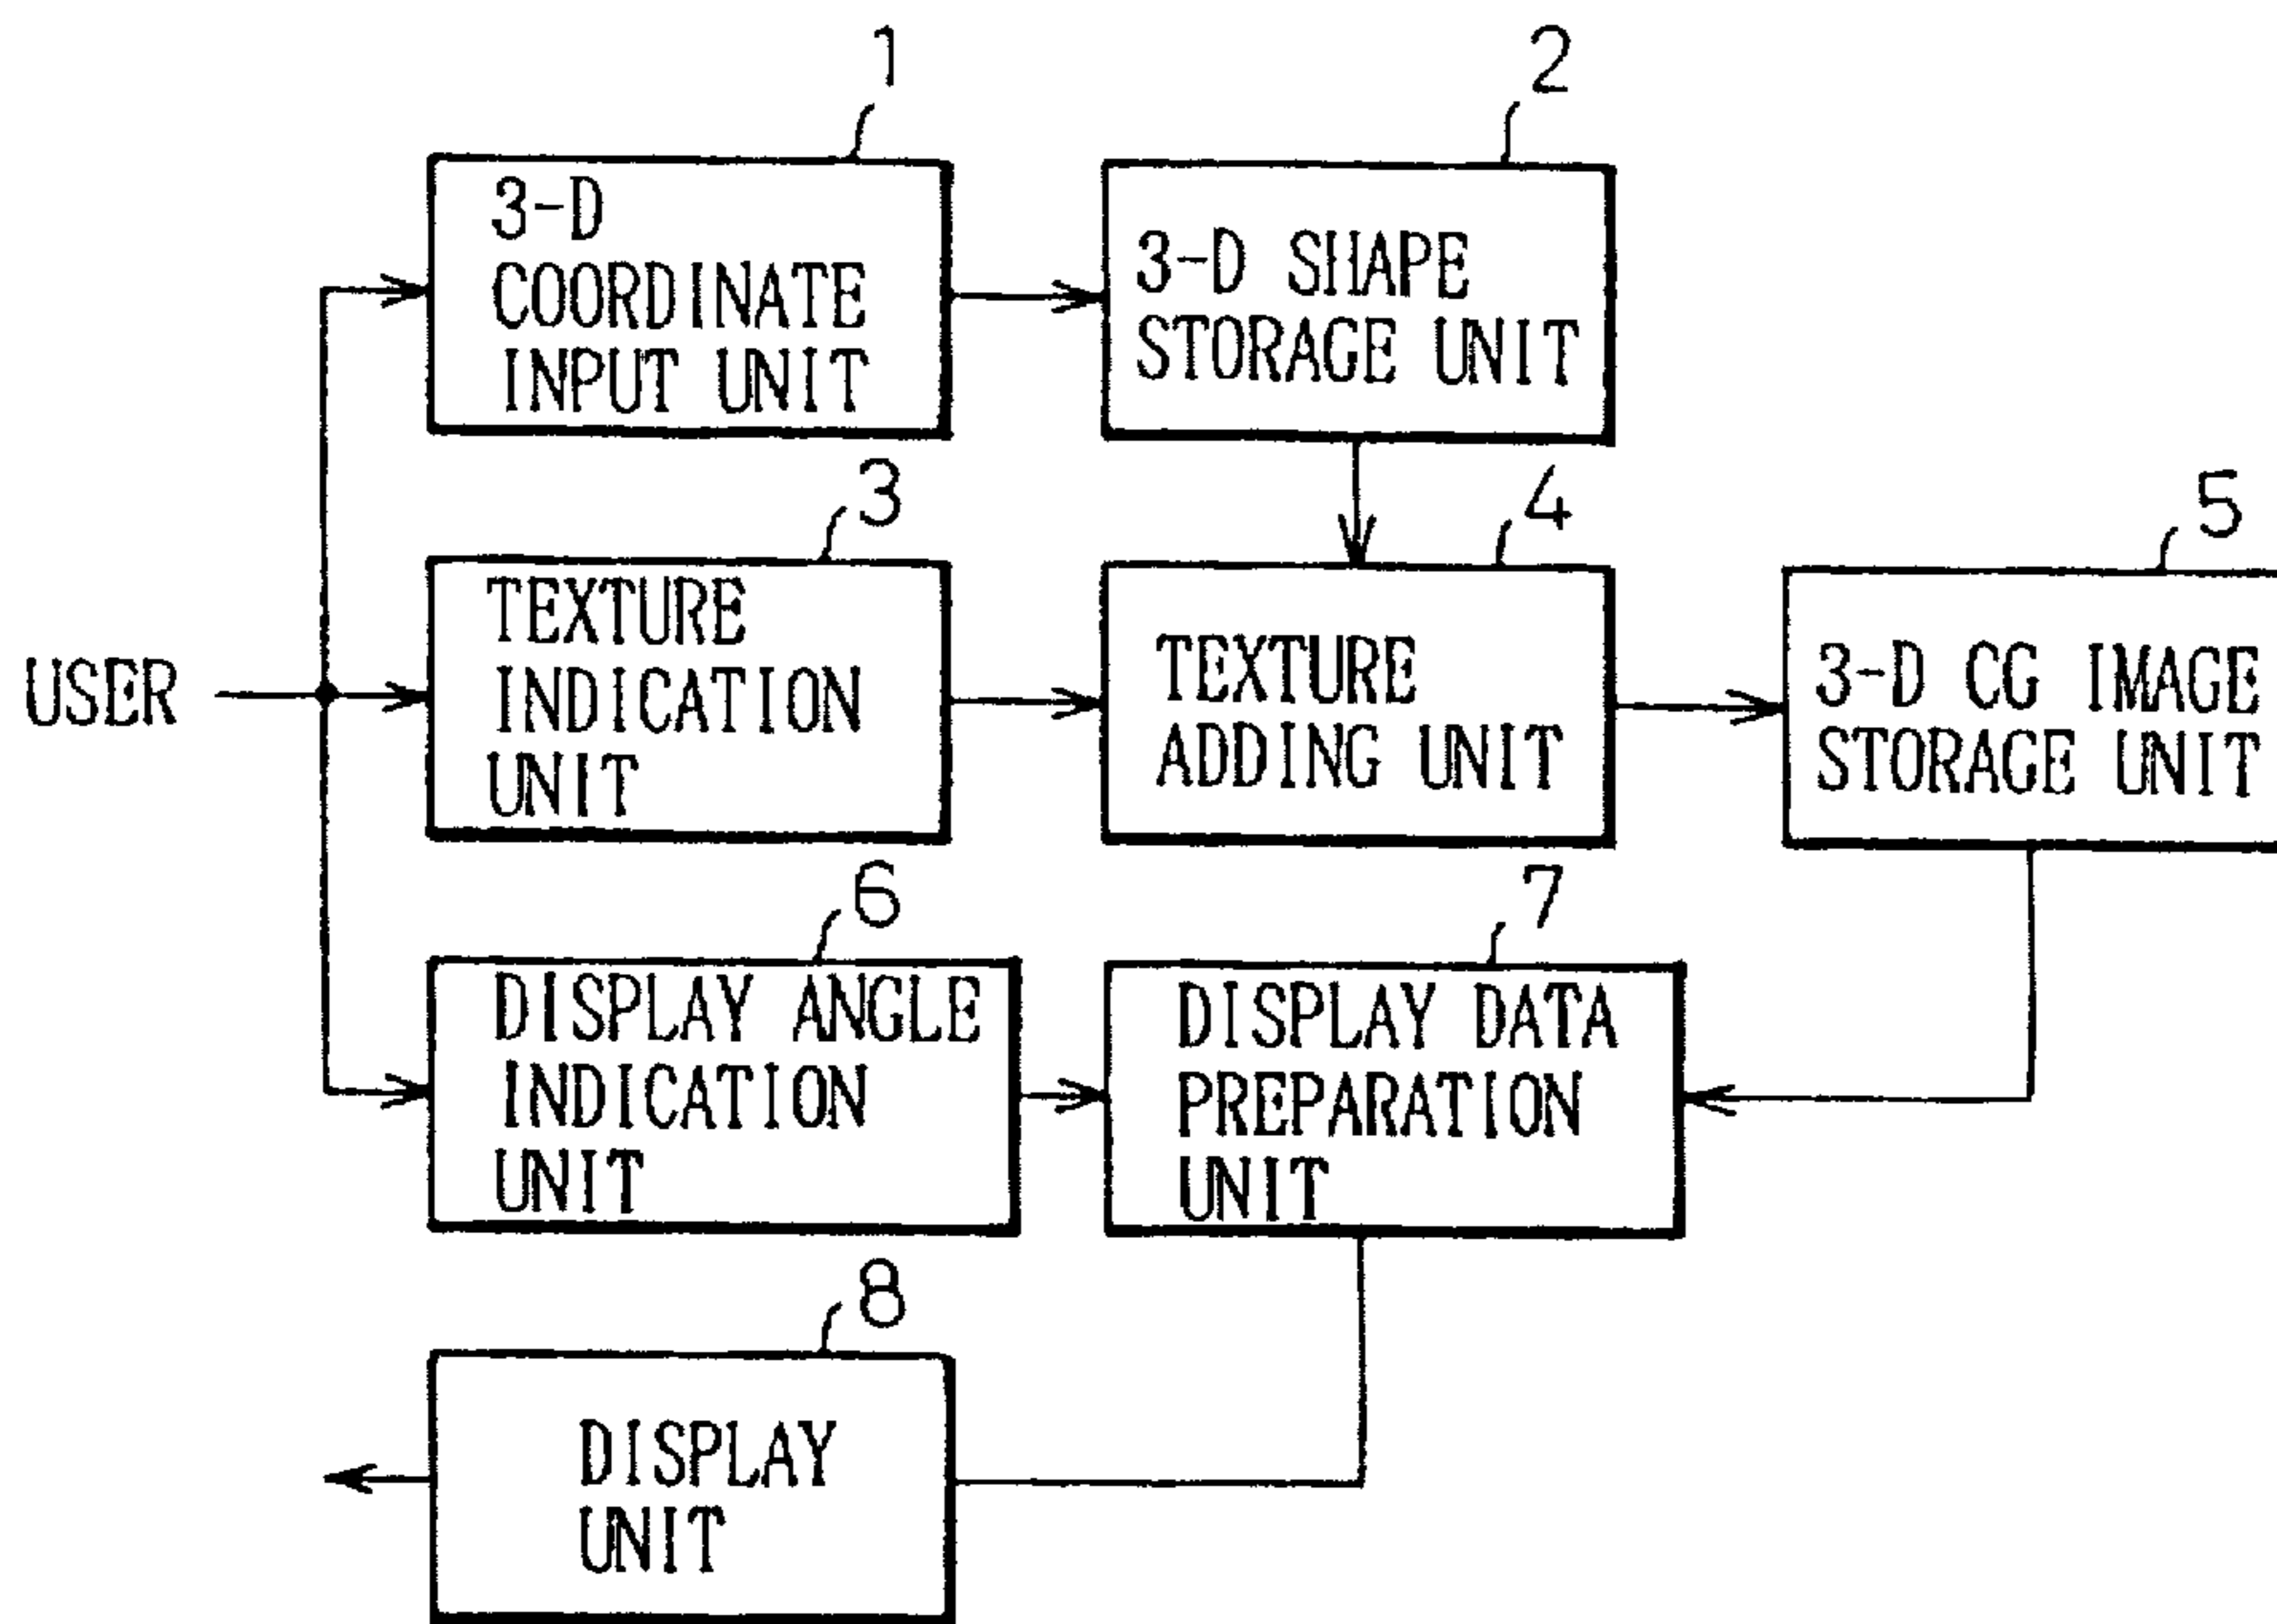 1
2
3-D
COORDINATE
INPUT UNIT
3-D SHAPE
STORAGE UNIT
3
4
5
USER
TEXTURE
INDICATION
UNIT
TEXTURE
ADDING UNIT
3-D CG IMAGE
STORAGE UNIT
6
7
DISPLAY ANGLE
INDICATION
UNIT
DISPLAY DATA
PREPARATION
UNIT
8
DISPLAY
UNIT